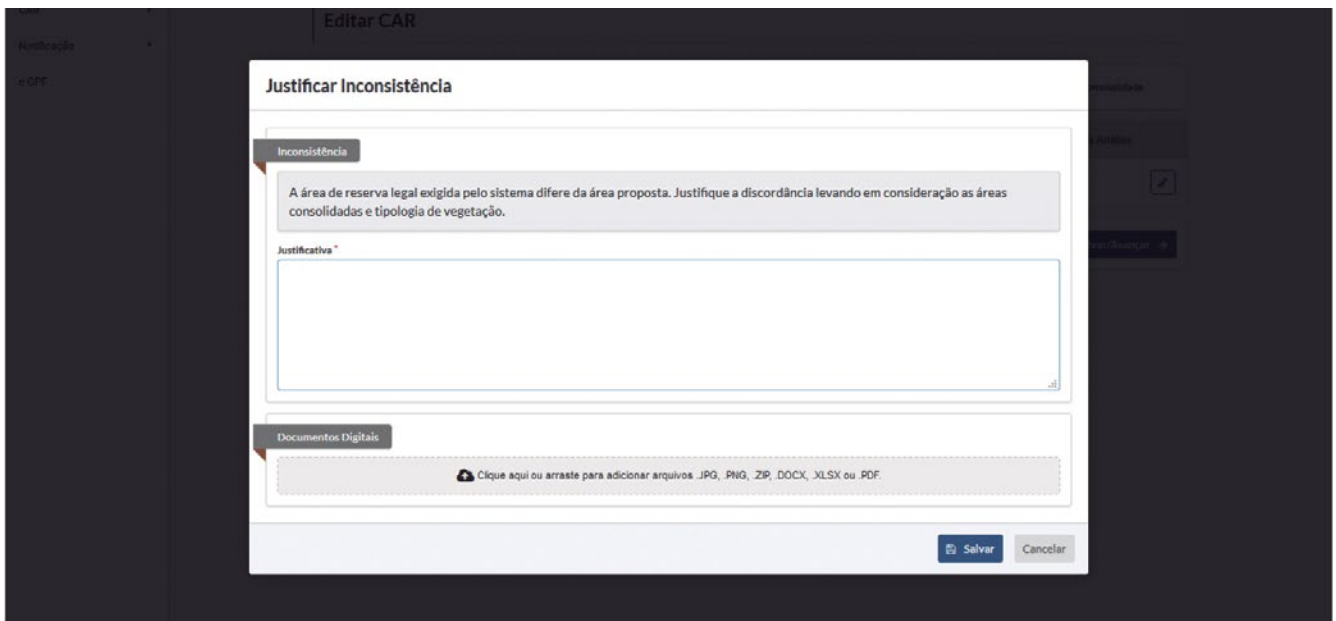 Editar CAR
Notificação
e GPF
Justificar Inconsistência
Inconsistência
A área de reserva legal exigida pelo sistema difere da área proposta. Justifique a discordância levando em consideração as áreas
consolidadas e tipologia de vegetação.
Justificativa *
Documentos Digitais
Clique aqui ou arraste para adicionar arquivos .JPG, .PNG, .ZIP, .DOCX, .XLSX ou .PDF.
Salvar
Cancelar